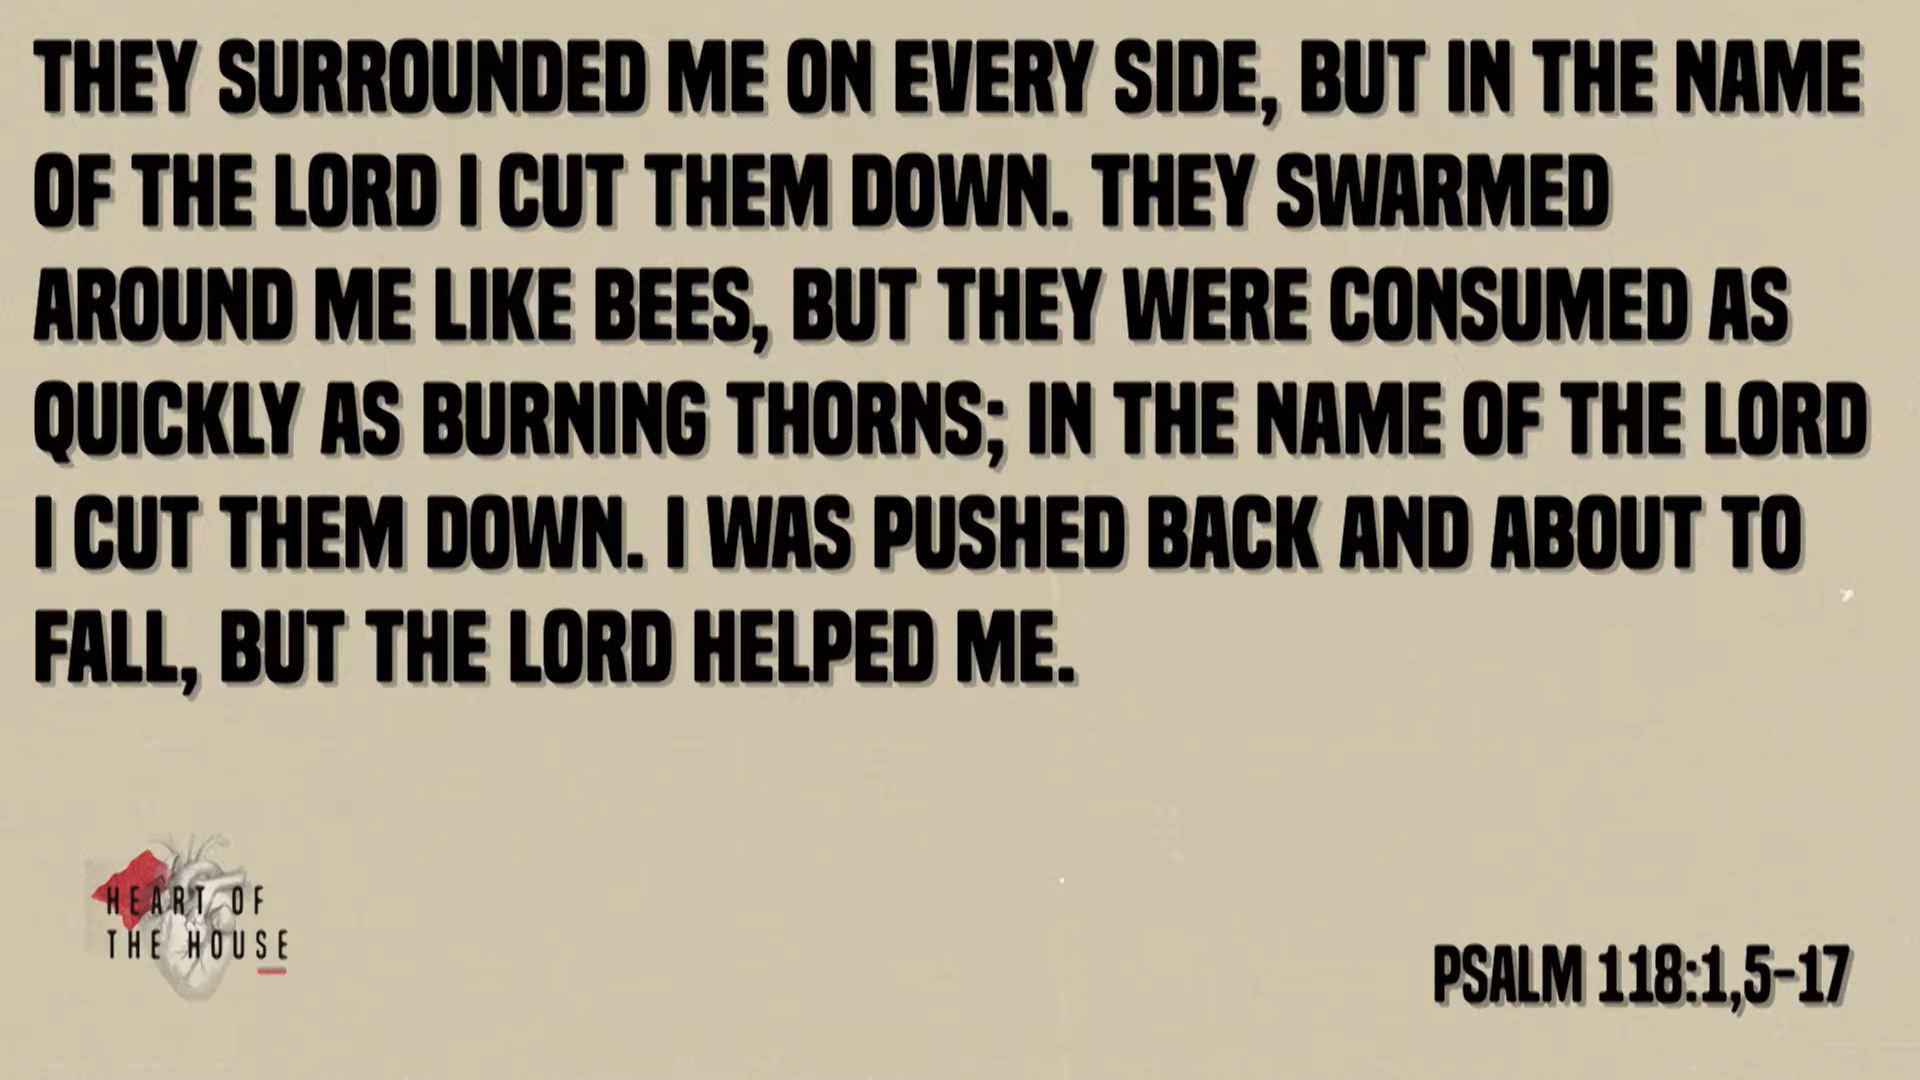 THEY SURROUNDED ME ON EVERY SIDE, BUT IN THE NAME
OF THE LORD I CUT THEM DOWN. THEY SWARMED
AROUND ME LIKE BEES, BUT THEY WERE CONSUMED AS
QUICKLY AS BURNING THORNS; IN THE NAME OF THE LORD
I CUT THEM DOWN. I WAS PUSHED BACK AND ABOUT TO
FALL, BUT THE LORD HELPED ME.
HEART OF
THE HOUSE
PSALM 118:1,5-17